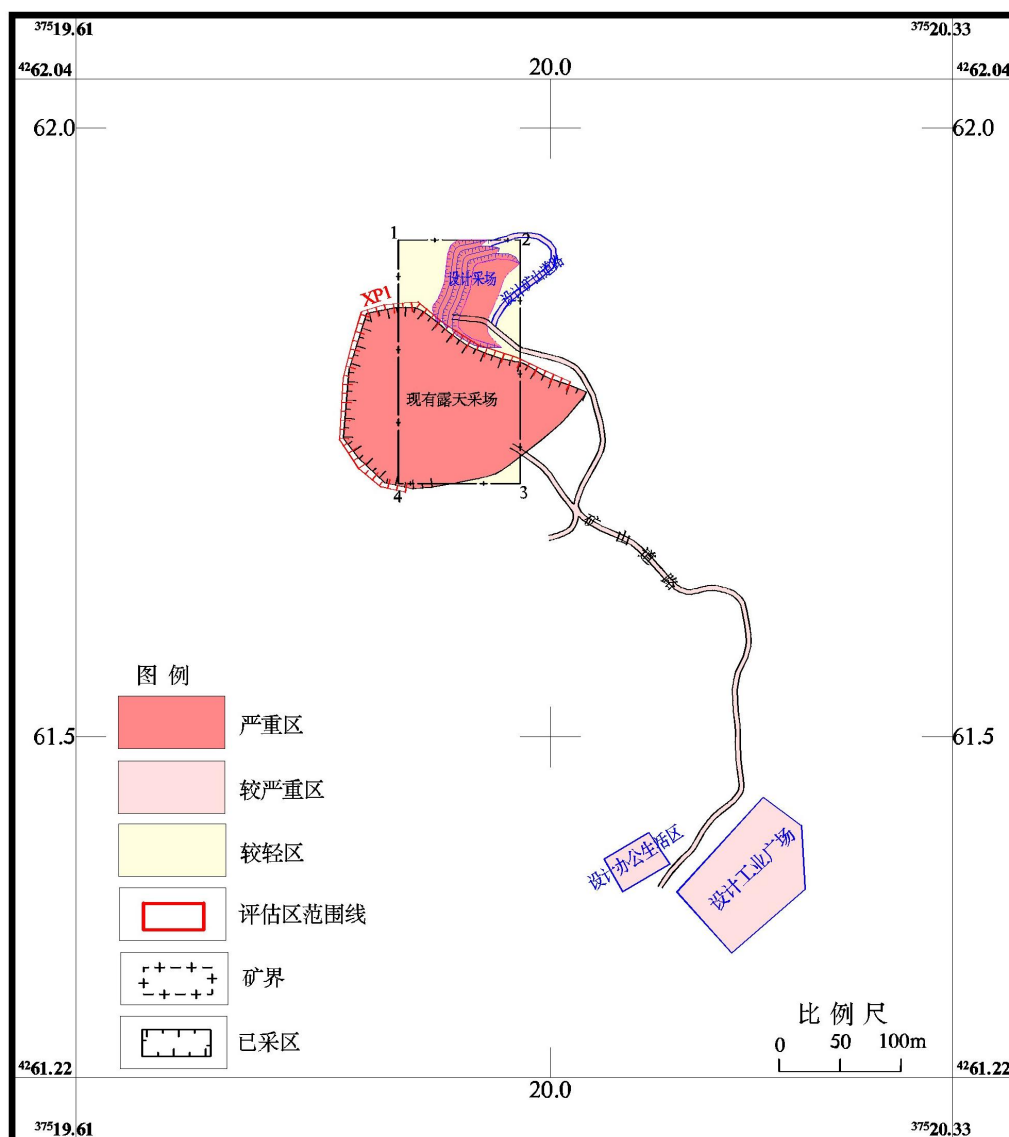 37519.61
37520.33
4262.04
20.0
4262.04
62.0
62.0
1
2
设计采场
设计矿山道路
XP1
现有露天采场
4
3
矿山道路
图 例
严重区
61.5
61.5
较严重区
较轻区
设计办公生活区
设计工业广场
评估区范围线
矿界
比 例 尺
已采区
0 50 100m
4261.22
4261.22
20.0
37519.61
37520.33